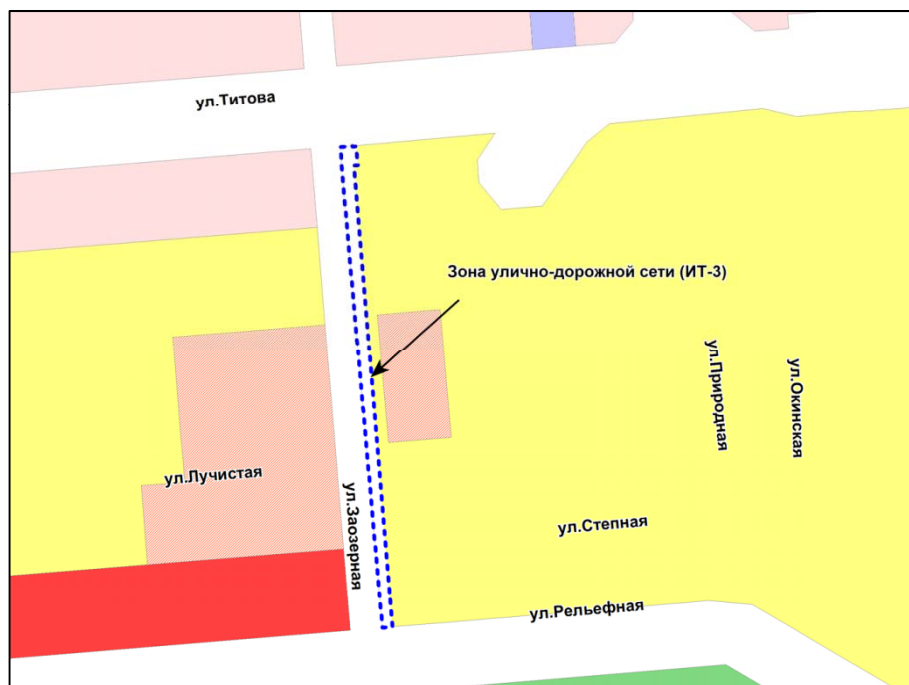 ул.Титова
Зона улично-дорожной сети (ИТ-3)
ул.Природная
ул.Окинская
ул.Лучистая
ул.Заозерная
ул.Степная
ул.Рельефная